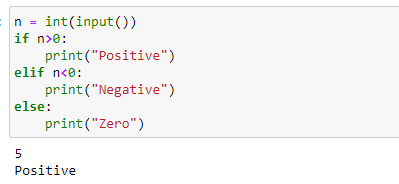 n = int(input())
if n>0:
    print("Positive")
elif n<0:
    print("Negative")
else:
    print("Zero")
5
Positive